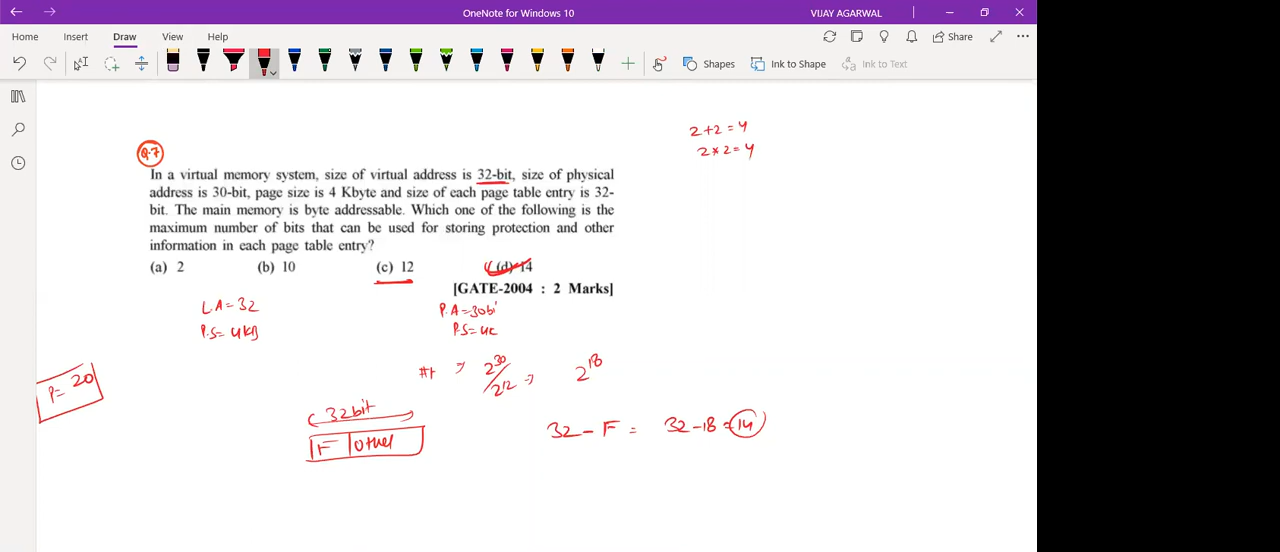 OneNote for Windows 10
VIJAY AGARWAL
Home Insert Draw View Help
Share
Shapes Ink to Shape Ink to Text
2+2=4
2*2=4
Q.7
In a virtual memory system, size of virtual address is 32-bit, size of physical
address is 30-bit, page size is 4 Kbyte and size of each page table entry is 32-
bit. The main memory is byte addressable. Which one of the following is the
maximum number of bits that can be used for storing protection and other
information in each page table entry?
(a) 2 (b) 10 (c) 12 (d) 14
[GATE-2004 : 2 Marks]
L.A=32
P.S=4KB
P.A=30bi
P.S=4K
#f ⇒ 2^30/2^12 ⇒ 2^18
P=20
32bit
F Other
32-F= 32-18=14